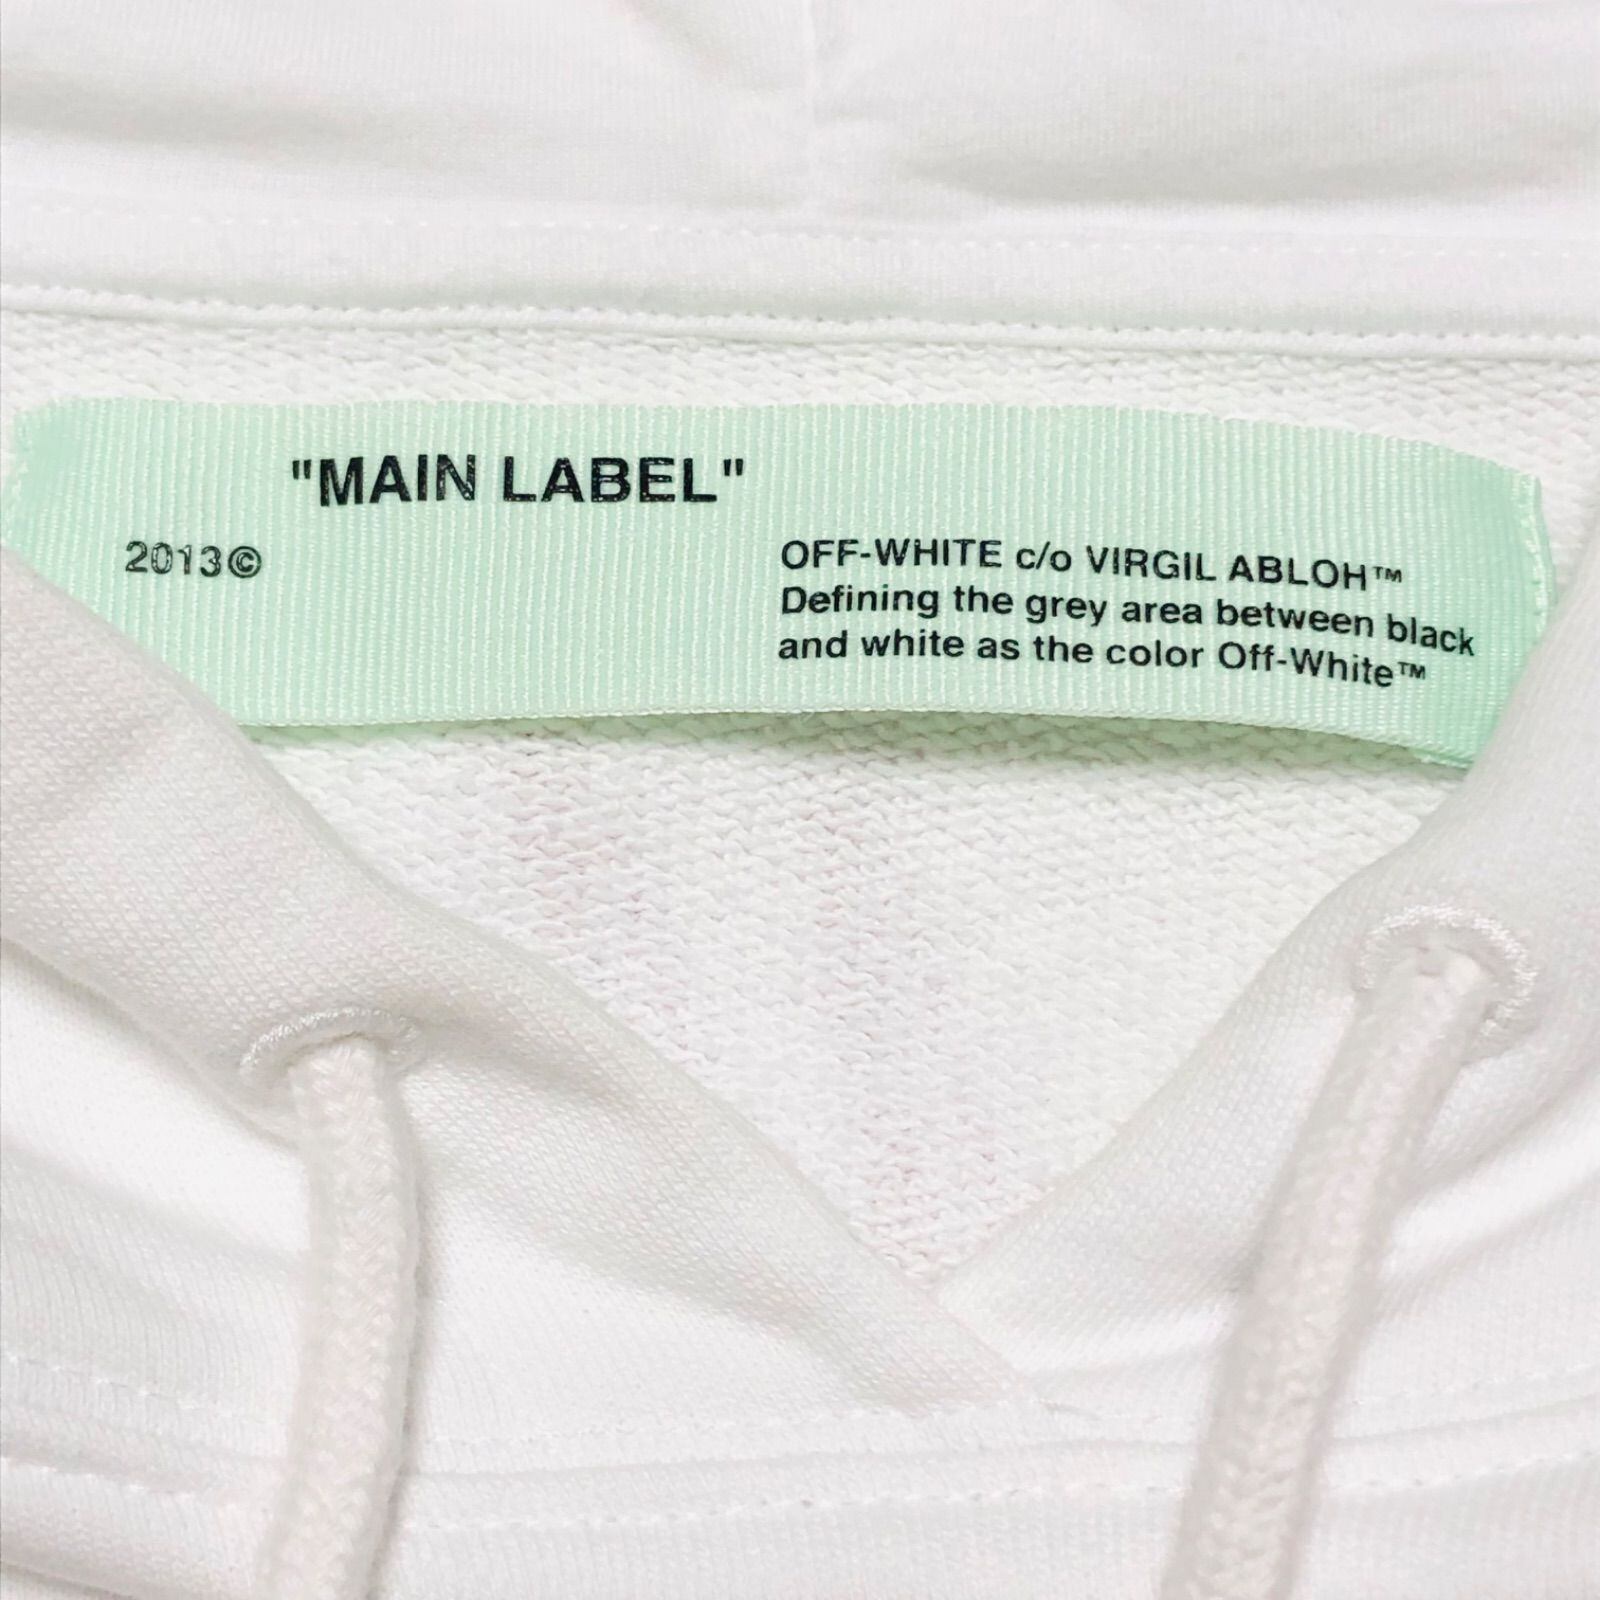 "MAIN LABEL"
2013©
OFF-WHITE c/o VIRGIL ABLOH™
Defining the grey area between black
and white as the color Off-White™